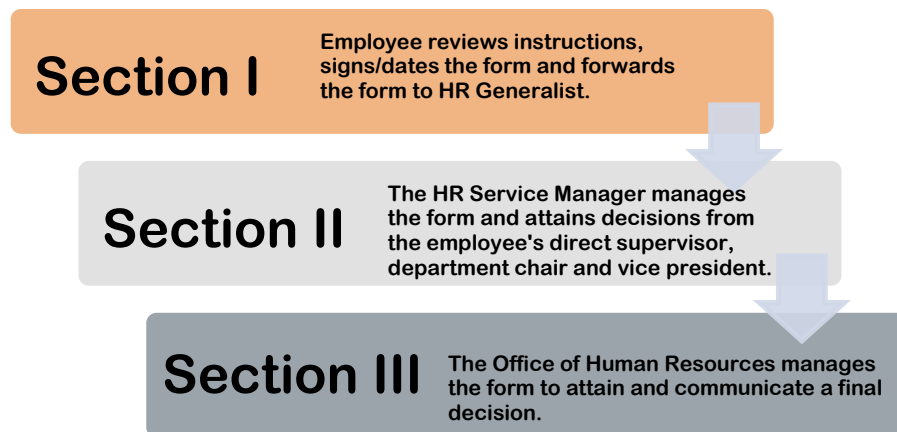 Section I
Employee reviews instructions,
signs/dates the form and forwards
the form to HR Generalist.
Section II
The HR Service Manager manages
the form and attains decisions from
the employee's direct supervisor,
department chair and vice president.
Section III
The Office of Human Resources manages
the form to attain and communicate a final
decision.